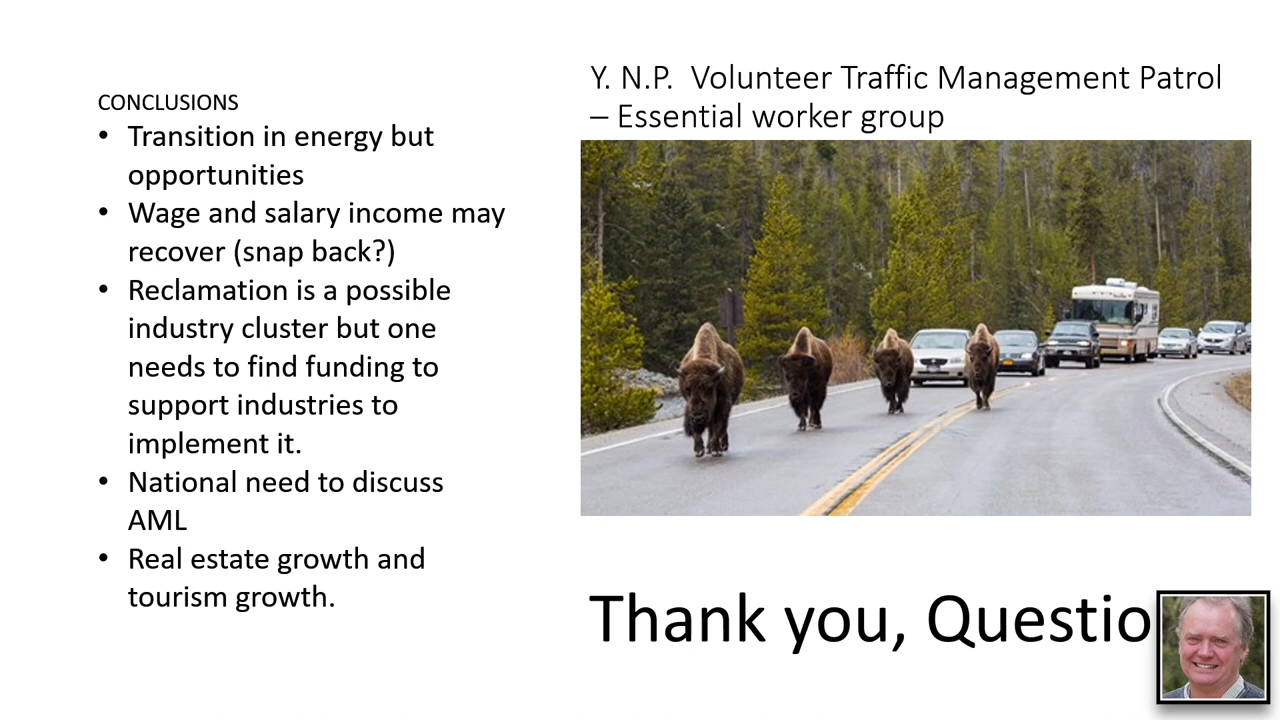 CONCLUSIONS
• Transition in energy but
opportunities
• Wage and salary income may
recover (snap back?)
• Reclamation is a possible
industry cluster but one
needs to find funding to
support industries to
implement it.
• National need to discuss
AML
• Real estate growth and
tourism growth.
Y. N.P.  Volunteer Traffic Management Patrol
– Essential worker group
Thank you, Questio